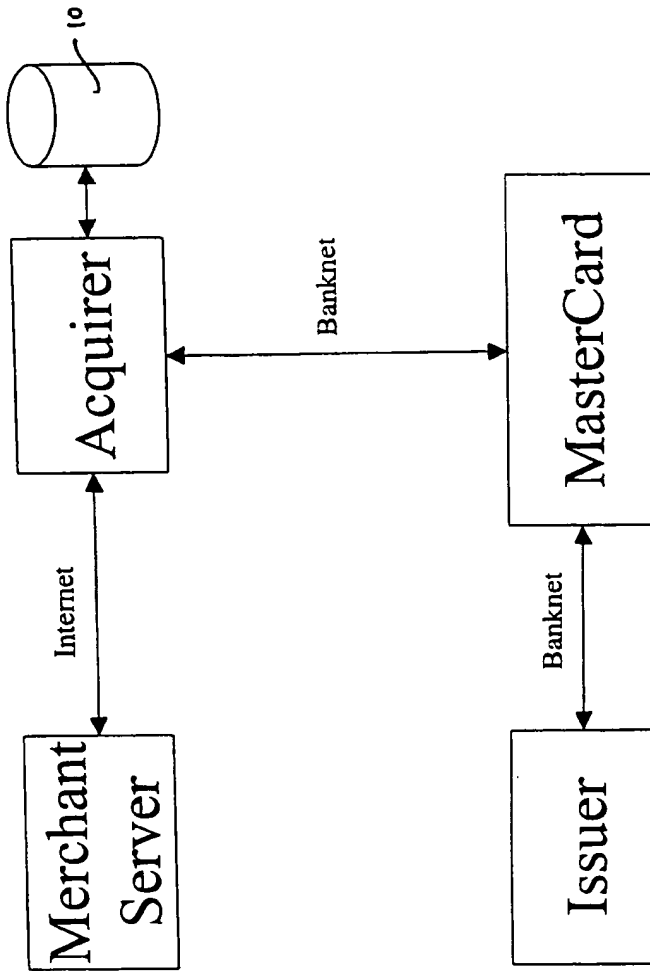 Merchant
Server
Internet
Acquirer
10
Banknet
Issuer
Banknet
MasterCard